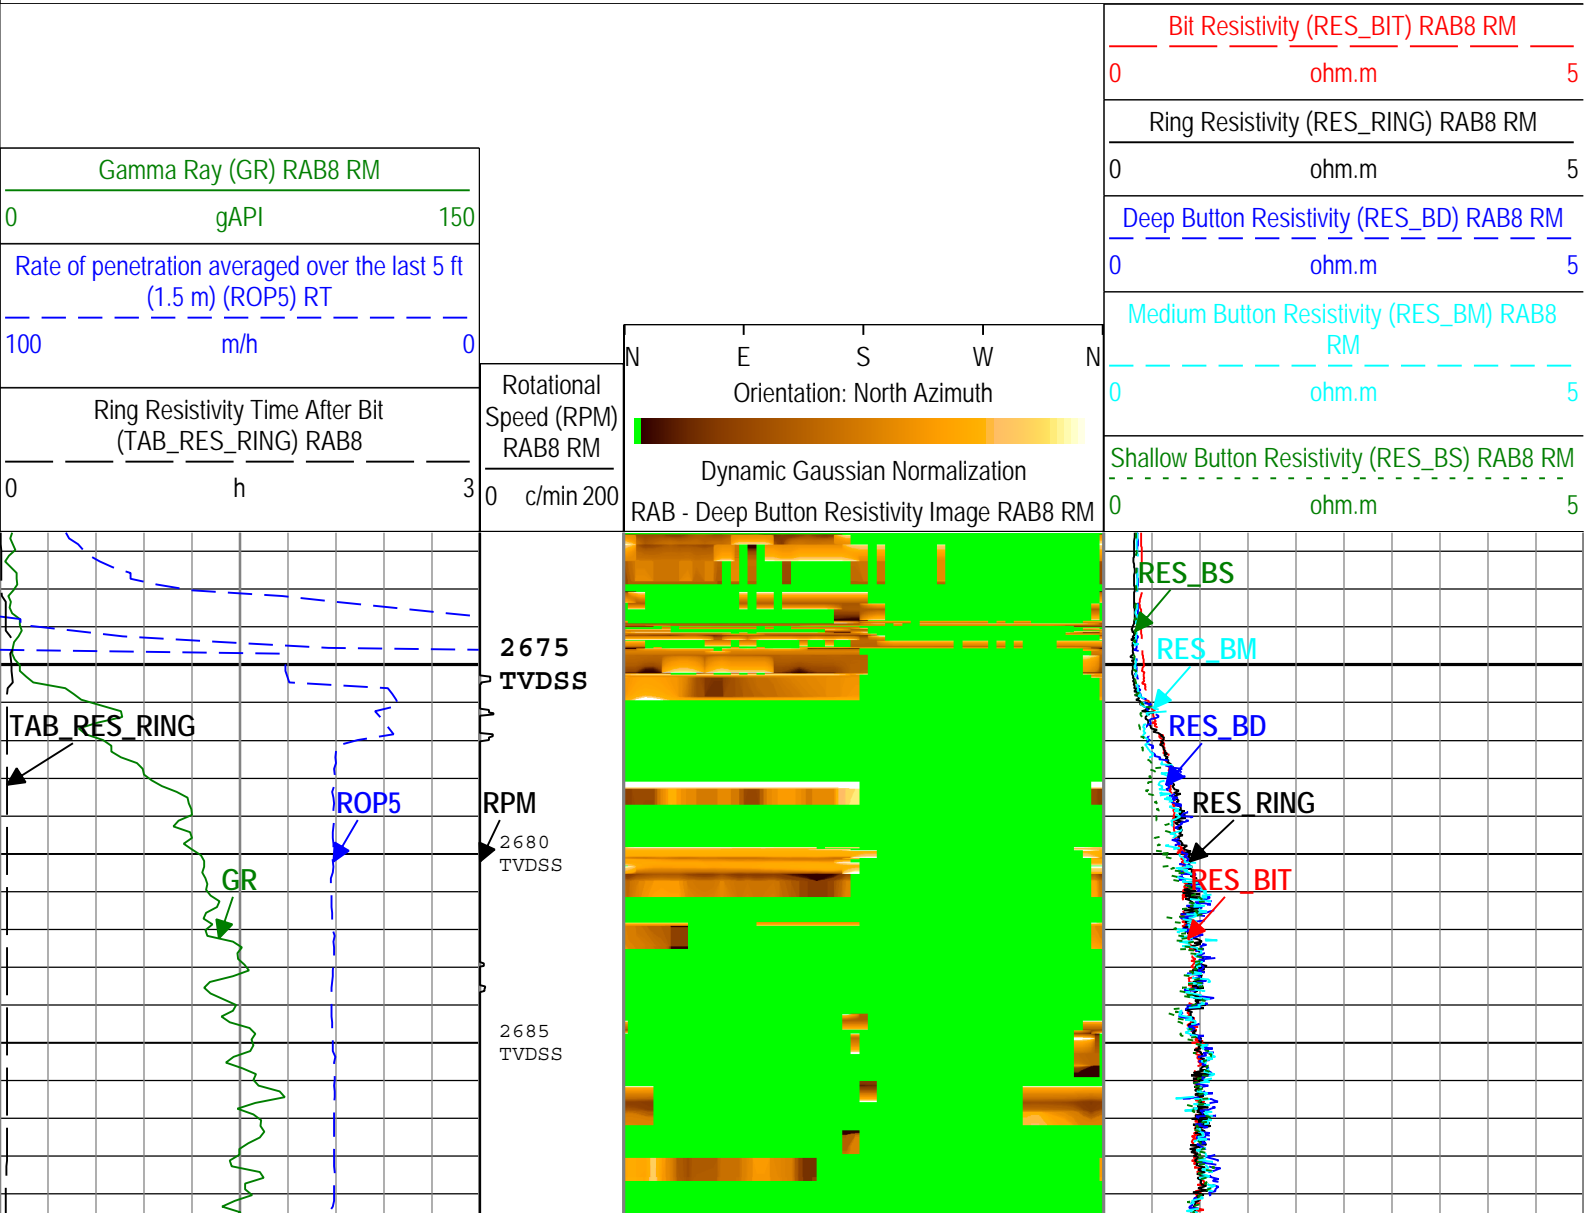 Bit Resistivity (RES_BIT) RAB8 RM
0 ohm.m 5
Ring Resistivity (RES_RING) RAB8 RM
0 ohm.m 5
Gamma Ray (GR) RAB8 RM
0 gAPI 150
Deep Button Resistivity (RES_BD) RAB8 RM
0 ohm.m 5
Rate of penetration averaged over the last 5 ft
(1.5 m) (ROP5) RT
100 m/h 0
Medium Button Resistivity (RES_BM) RAB8
RM
0 ohm.m 5
N E S W N
Orientation: North Azimuth
Rotational
Speed (RPM)
RAB8 RM
0 c/min 200
Ring Resistivity Time After Bit
(TAB_RES_RING) RAB8
0 h 3
Dynamic Gaussian Normalization
RAB - Deep Button Resistivity Image RAB8 RM
Shallow Button Resistivity (RES_BS) RAB8 RM
0 ohm.m 5
RES_BS
2675
TVDSS
RES_BM
TAB_RES_RING
RES_BD
ROP5
RPM
RES_RING
2680
TVDSS
GR
RES_BIT
2685
TVDSS